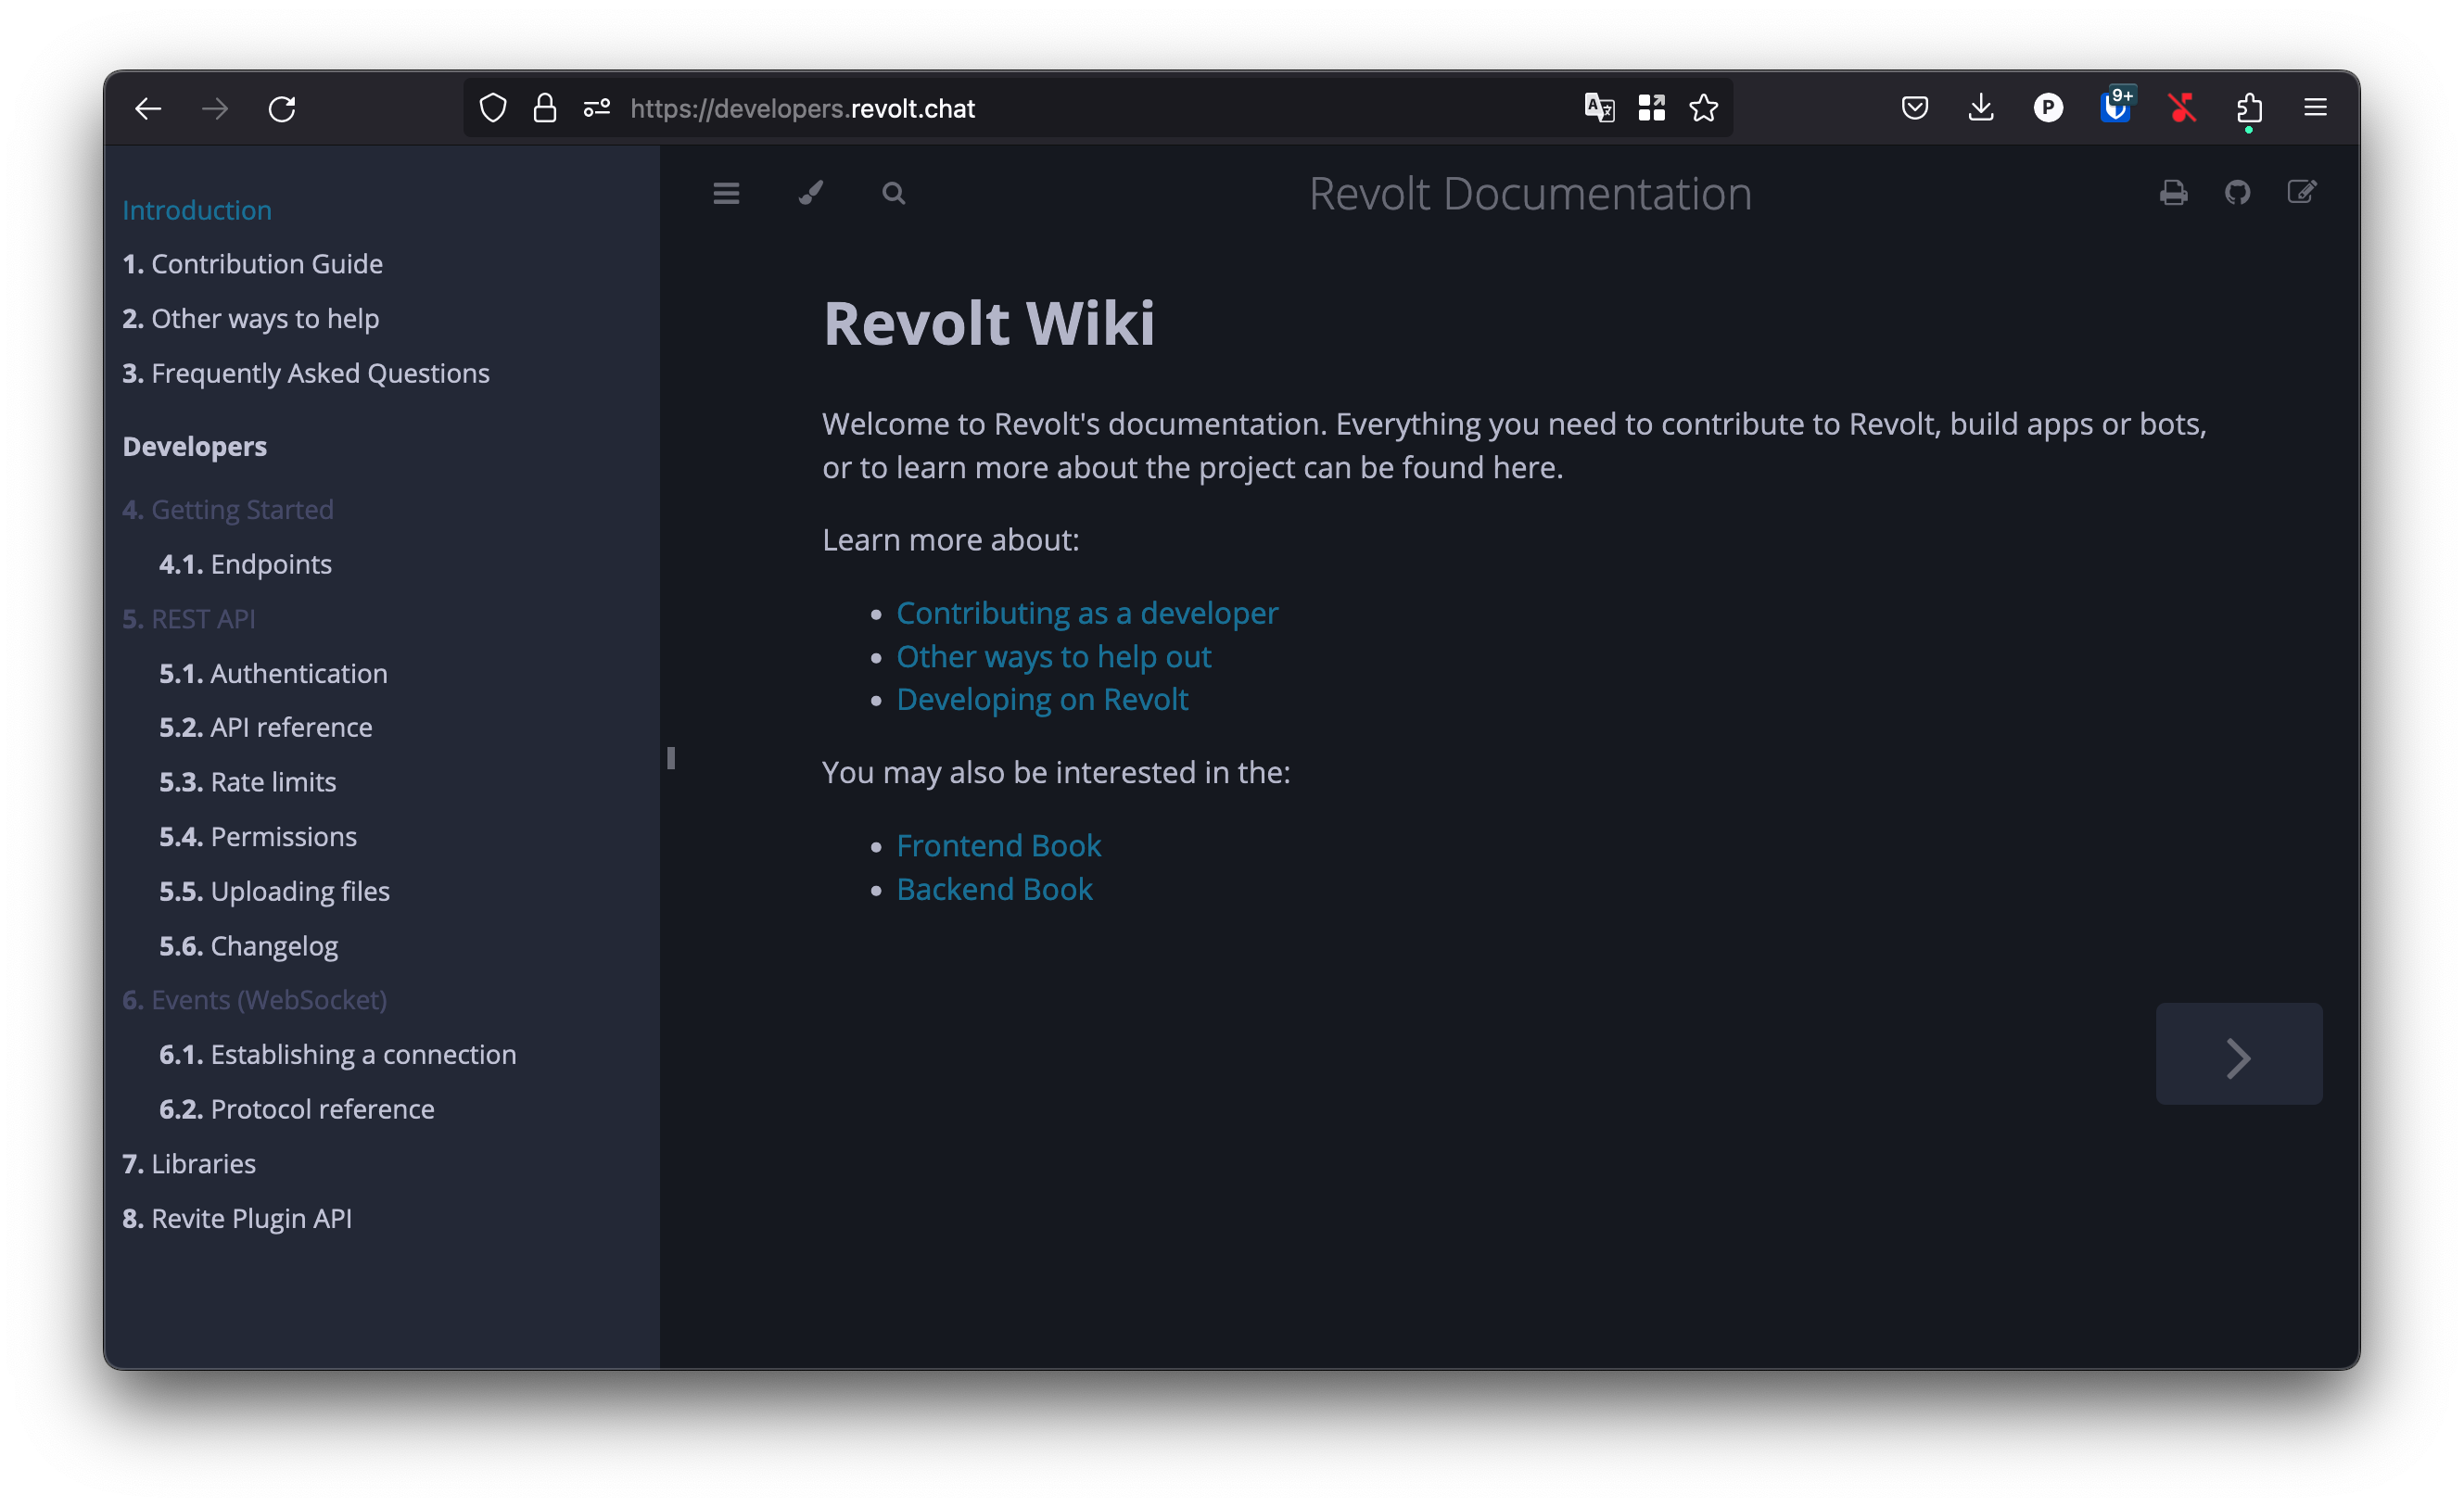 https://developers.revolt.chat
9+
P
Introduction
1. Contribution Guide
2. Other ways to help
3. Frequently Asked Questions
Developers
4. Getting Started
4.1. Endpoints
5. REST API
5.1. Authentication
5.2. API reference
5.3. Rate limits
5.4. Permissions
5.5. Uploading files
5.6. Changelog
6. Events (WebSocket)
6.1. Establishing a connection
6.2. Protocol reference
7. Libraries
8. Revite Plugin API
Revolt Documentation
Revolt Wiki
Welcome to Revolt's documentation. Everything you need to contribute to Revolt, build apps or bots,
or to learn more about the project can be found here.
Learn more about:
• Contributing as a developer
• Other ways to help out
• Developing on Revolt
You may also be interested in the:
• Frontend Book
• Backend Book